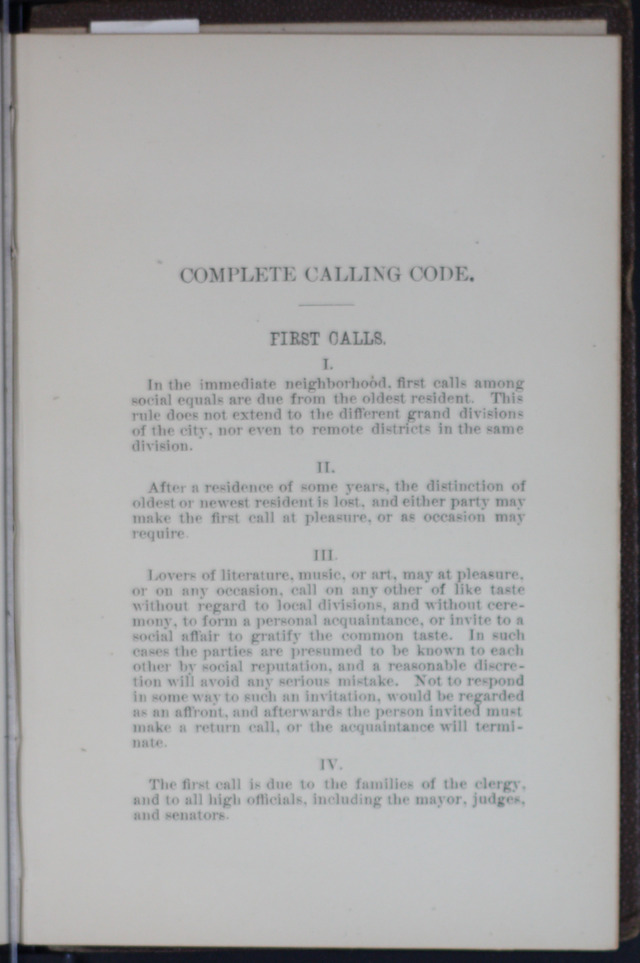 COMPLETE CALLING CODE.
FIRST CALLS.
I.
In the immediate neighborhood, first calls among
social equals are due from the oldest resident. This
rule does not extend to the different grand divisions
of the city, nor even to remote districts in the same
division.
II.
After a residence of some years, the distinction of
oldest or newest resident is lost, and either party may
make the first call at pleasure, or as occasion may
require.
III.
Lovers of literature, music, or art, may at pleasure,
or on any occasion, call on any other of like taste
without regard to local divisions, and without cere-
mony, to form a personal acquaintance, or invite to a
social affair to gratify the common taste. In such
cases the parties are presumed to be known to each
other by social reputation, and a reasonable discre-
tion will avoid any serious mistake. Not to respond
in some way to such an invitation, would be regarded
as an affront, and afterwards the person invited must
make a return call, or the acquaintance will termi-
nate.
IV.
The first call is due to the families of the clergy,
and to all high officials, including the mayor, judges,
and senators.